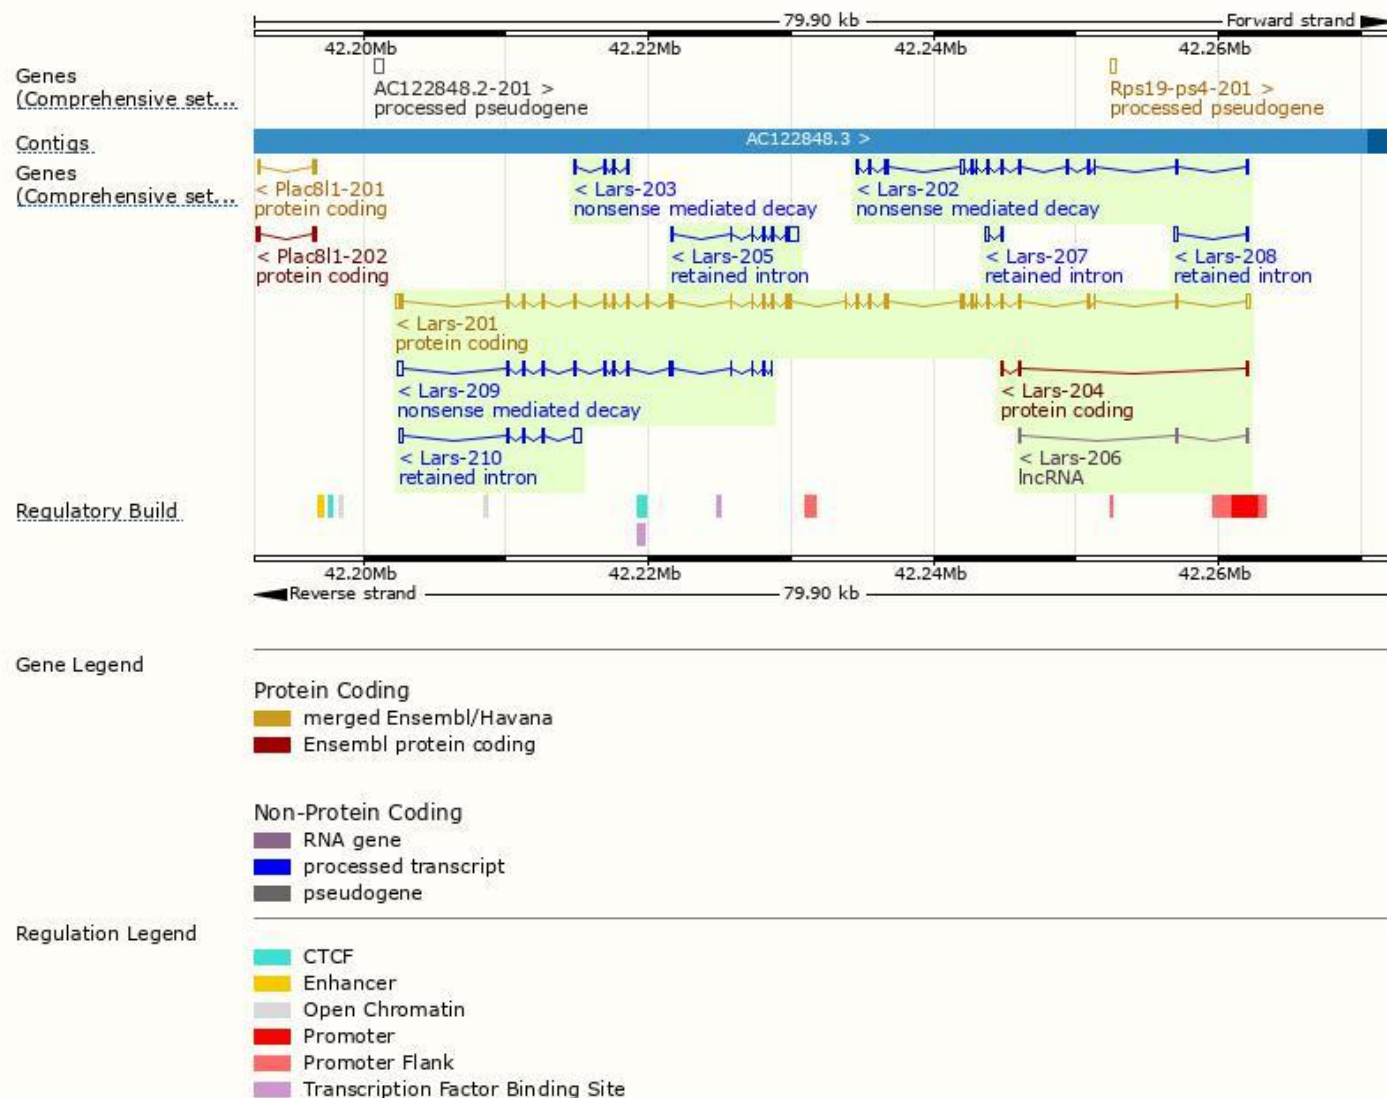 79.90 kb Forward strand
42.20Mb 42.22Mb 42.24Mb 42.26Mb
Genes
(Comprehensive set...
AC122848.2-201 > Rps19-ps4-201 >
processed pseudogene processed pseudogene
Contigs AC122848.3 >
Genes
(Comprehensive set...
< Plac8l1-201 < Lars-203 < Lars-202
protein coding nonsense mediated decay nonsense mediated decay
< Plac8l1-202 < Lars-205 < Lars-207 < Lars-208
protein coding retained intron retained intron retained intron
< Lars-201
protein coding
< Lars-209 < Lars-204
nonsense mediated decay protein coding
< Lars-210 < Lars-206
retained intron lncRNA
Regulatory Build
42.20Mb 42.22Mb 42.24Mb 42.26Mb
Reverse strand 79.90 kb
Gene Legend
Protein Coding
merged Ensembl/Havana
Ensembl protein coding
Non-Protein Coding
RNA gene
processed transcript
pseudogene
Regulation Legend
CTCF
Enhancer
Open Chromatin
Promoter
Promoter Flank
Transcription Factor Binding Site